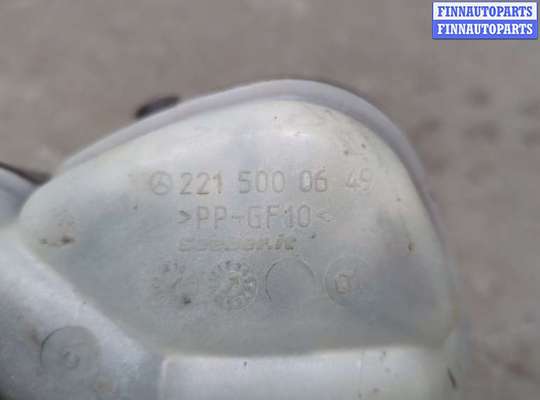 FINNAUTOPARTS
FINNAUTOPARTS
221 500 06 49
>PP-GF10<